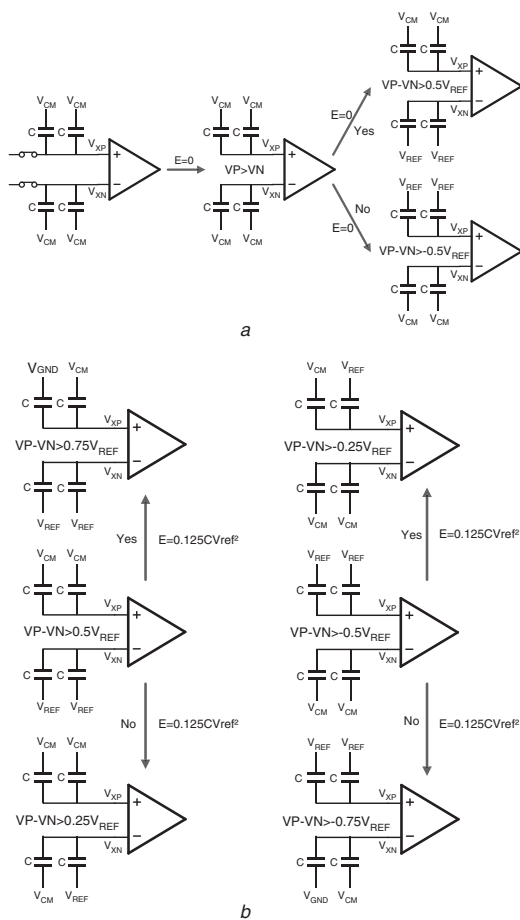 V_CM V_CM
C C
V_XP
+
−
V_XN
C C
V_CM V_CM
E=0
V_CM V_CM
C C
V_XP
VP>VN
+
−
V_XN
C C
V_CM V_CM
E=0
Yes
No
E=0
V_CM V_CM
C C
V_XP
VP-VN>0.5V_REF
+
−
V_XN
C C
V_REF V_REF
V_REF V_REF
C C
V_XP
VP-VN>-0.5V_REF
+
−
V_XN
C C
V_CM V_CM
a
V_GND V_CM
C C
V_XP
VP-VN>0.75V_REF
+
−
V_XN
C C
V_REF V_REF
Yes E=0.125CVref²
V_CM V_CM
C C
V_XP
VP-VN>0.5V_REF
+
−
V_XN
C C
V_REF V_REF
No E=0.125CVref²
V_CM V_CM
C C
V_XP
VP-VN>0.25V_REF
+
−
V_XN
C C
V_CM V_REF
V_CM V_REF
C C
V_XP
VP-VN>-0.25V_REF
+
−
V_XN
C C
V_CM V_CM
Yes E=0.125CVref²
V_REF V_REF
C C
V_XP
VP-VN>-0.5V_REF
+
−
V_XN
C C
V_CM V_CM
No E=0.125CVref²
V_REF V_REF
C C
V_XP
VP-VN>-0.75V_REF
+
−
V_XN
C C
V_GND V_CM
b